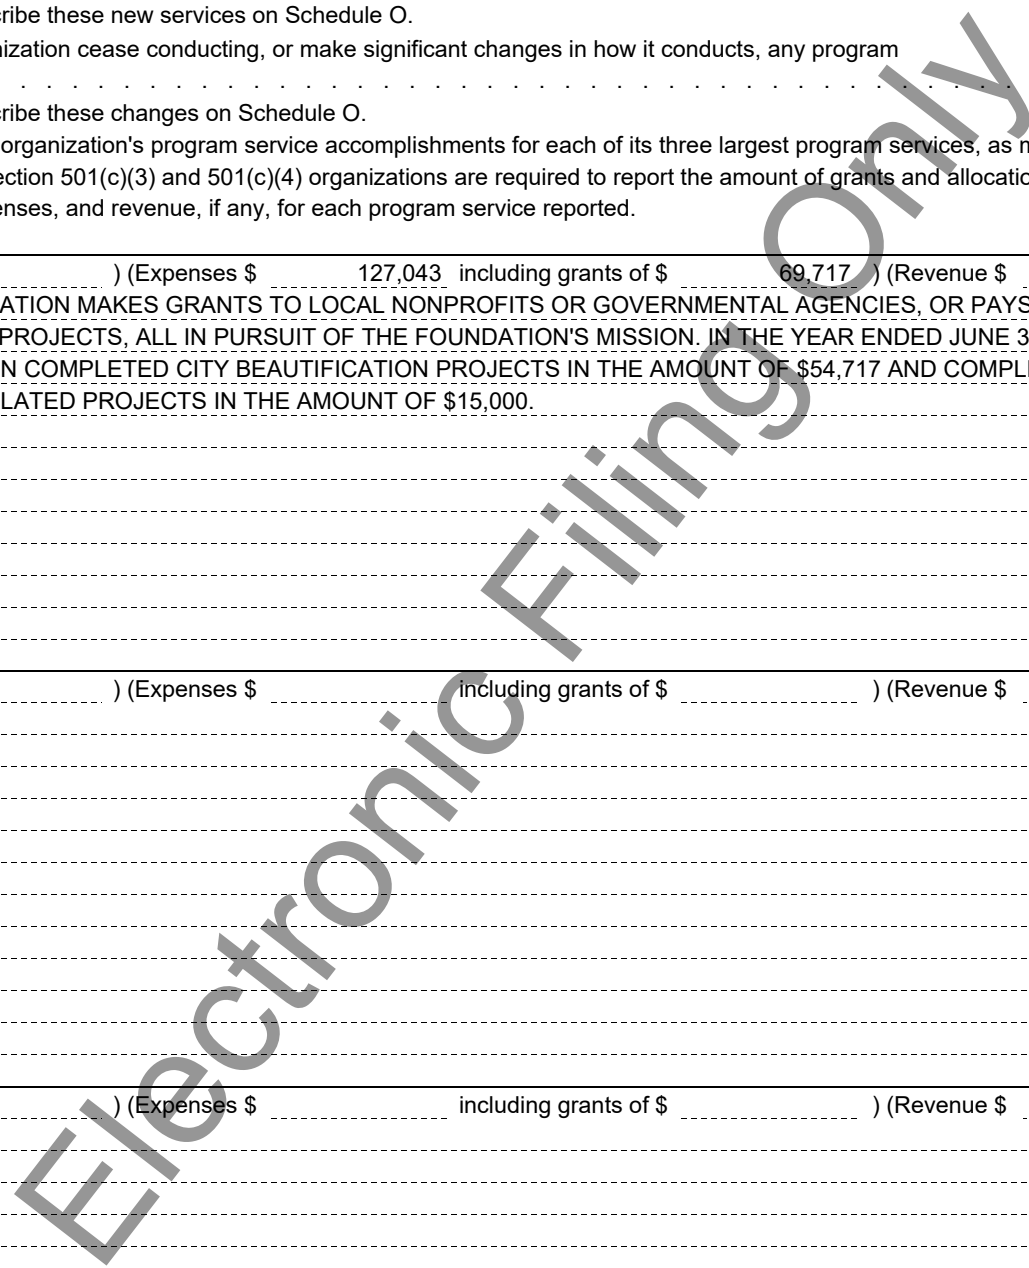 ribe these new services on Schedule O.
nization cease conducting, or make significant changes in how it conducts, any program
. . . . . . . . . . . . . . . . . . . . . . . . . . . . . . . . . . . . . . .
ribe these changes on Schedule O.
organization's program service accomplishments for each of its three largest program services, as m
ection 501(c)(3) and 501(c)(4) organizations are required to report the amount of grants and allocatio
enses, and revenue, if any, for each program service reported.
) (Expenses $ 127,043 including grants of $ 69,717 ) (Revenue $
ATION MAKES GRANTS TO LOCAL NONPROFITS OR GOVERNMENTAL AGENCIES, OR PAYS
PROJECTS, ALL IN PURSUIT OF THE FOUNDATION'S MISSION. IN THE YEAR ENDED JUNE 3
N COMPLETED CITY BEAUTIFICATION PROJECTS IN THE AMOUNT OF $54,717 AND COMPL
LATED PROJECTS IN THE AMOUNT OF $15,000.
) (Expenses $ including grants of $ ) (Revenue $
) (Expenses $ including grants of $ ) (Revenue $
Electronic Filing Only